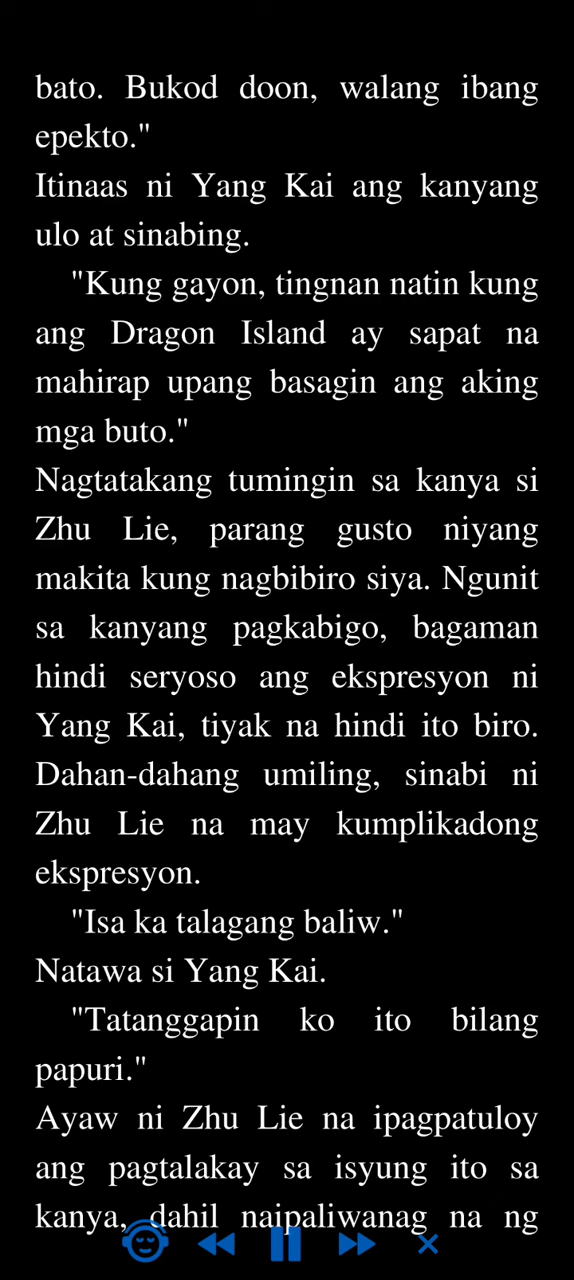 bato. Bukod doon, walang ibang
epekto."
Itinaas ni Yang Kai ang kanyang
ulo at sinabing.
"Kung gayon, tingnan natin kung
ang Dragon Island ay sapat na
mahirap upang basagin ang aking
mga buto."
Nagtatakang tumingin sa kanya si
Zhu Lie, parang gusto niyang
makita kung nagbibiro siya. Ngunit
sa kanyang pagkabigo, bagaman
hindi seryoso ang ekspresyon ni
Yang Kai, tiyak na hindi ito biro.
Dahan-dahang umiling, sinabi ni
Zhu Lie na may kumplikadong
ekspresyon.
"Isa ka talagang baliw."
Natawa si Yang Kai.
"Tatanggapin ko ito bilang
papuri."
Ayaw ni Zhu Lie na ipagpatuloy
ang pagtalakay sa isyung ito sa
kanya, dahil naipaliwanag na ng